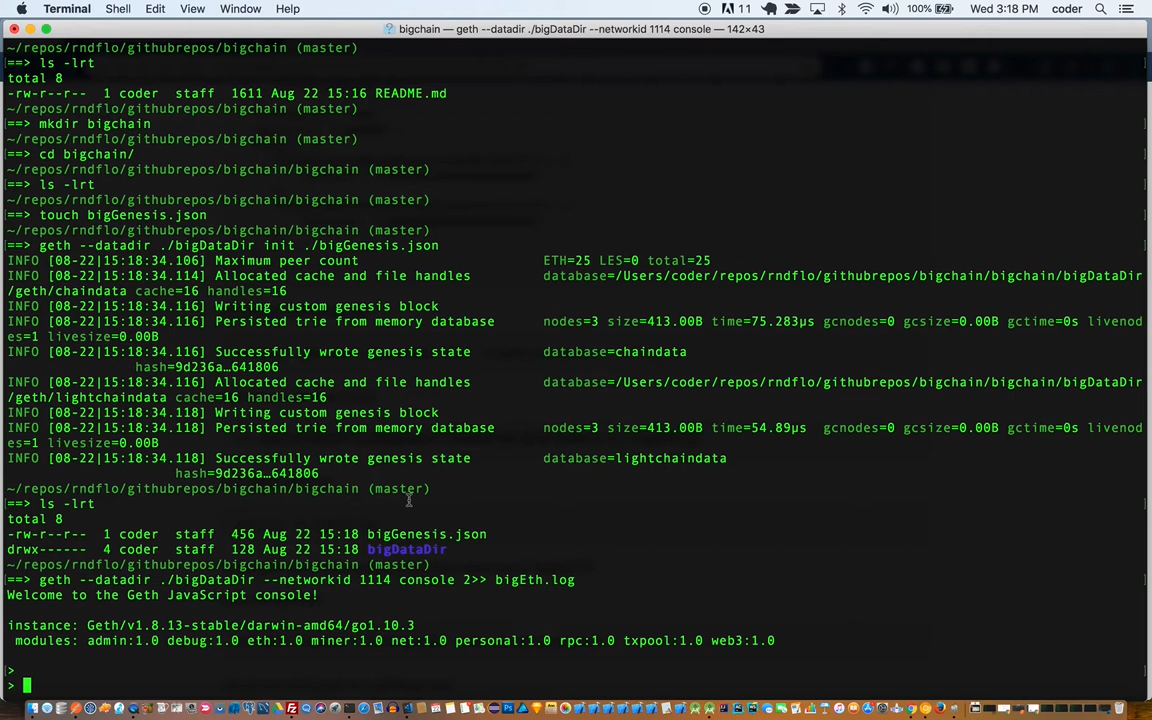 Terminal Shell Edit View Window Help 11 100% Wed 3:18 PM coder
bigchain — geth --datadir ./bigDataDir --networkid 1114 console — 142×43
~/repos/rndflo/githubrepos/bigchain (master)
==> ls -lrt
total 8
-rw-r--r-- 1 coder staff 1611 Aug 22 15:16 README.md
~/repos/rndflo/githubrepos/bigchain (master)
==> mkdir bigchain
~/repos/rndflo/githubrepos/bigchain (master)
==> cd bigchain/
~/repos/rndflo/githubrepos/bigchain/bigchain (master)
==> ls -lrt
~/repos/rndflo/githubrepos/bigchain/bigchain (master)
==> touch bigGenesis.json
~/repos/rndflo/githubrepos/bigchain/bigchain (master)
==> geth --datadir ./bigDataDir init ./bigGenesis.json
INFO [08-22|15:18:34.106] Maximum peer count ETH=25 LES=0 total=25
INFO [08-22|15:18:34.114] Allocated cache and file handles database=/Users/coder/repos/rndflo/githubrepos/bigchain/bigchain/bigDataDir
/geth/chaindata cache=16 handles=16
INFO [08-22|15:18:34.116] Writing custom genesis block
INFO [08-22|15:18:34.116] Persisted trie from memory database nodes=3 size=413.00B time=75.283µs gcnodes=0 gcsize=0.00B gctime=0s livenod
es=1 livesize=0.00B
INFO [08-22|15:18:34.116] Successfully wrote genesis state database=chaindata
hash=9d236a…641806
INFO [08-22|15:18:34.116] Allocated cache and file handles database=/Users/coder/repos/rndflo/githubrepos/bigchain/bigchain/bigDataDir
/geth/lightchaindata cache=16 handles=16
INFO [08-22|15:18:34.118] Writing custom genesis block
INFO [08-22|15:18:34.118] Persisted trie from memory database nodes=3 size=413.00B time=54.89µs gcnodes=0 gcsize=0.00B gctime=0s livenod
es=1 livesize=0.00B
INFO [08-22|15:18:34.118] Successfully wrote genesis state database=lightchaindata
hash=9d236a…641806
~/repos/rndflo/githubrepos/bigchain/bigchain (master)
==> ls -lrt
total 8
-rw-r--r-- 1 coder staff 456 Aug 22 15:18 bigGenesis.json
drwx------ 4 coder staff 128 Aug 22 15:18 bigDataDir
~/repos/rndflo/githubrepos/bigchain/bigchain (master)
==> geth --datadir ./bigDataDir --networkid 1114 console 2>> bigEth.log
Welcome to the Geth JavaScript console!
instance: Geth/v1.8.13-stable/darwin-amd64/go1.10.3
modules: admin:1.0 debug:1.0 eth:1.0 miner:1.0 net:1.0 personal:1.0 rpc:1.0 txpool:1.0 web3:1.0
>
>